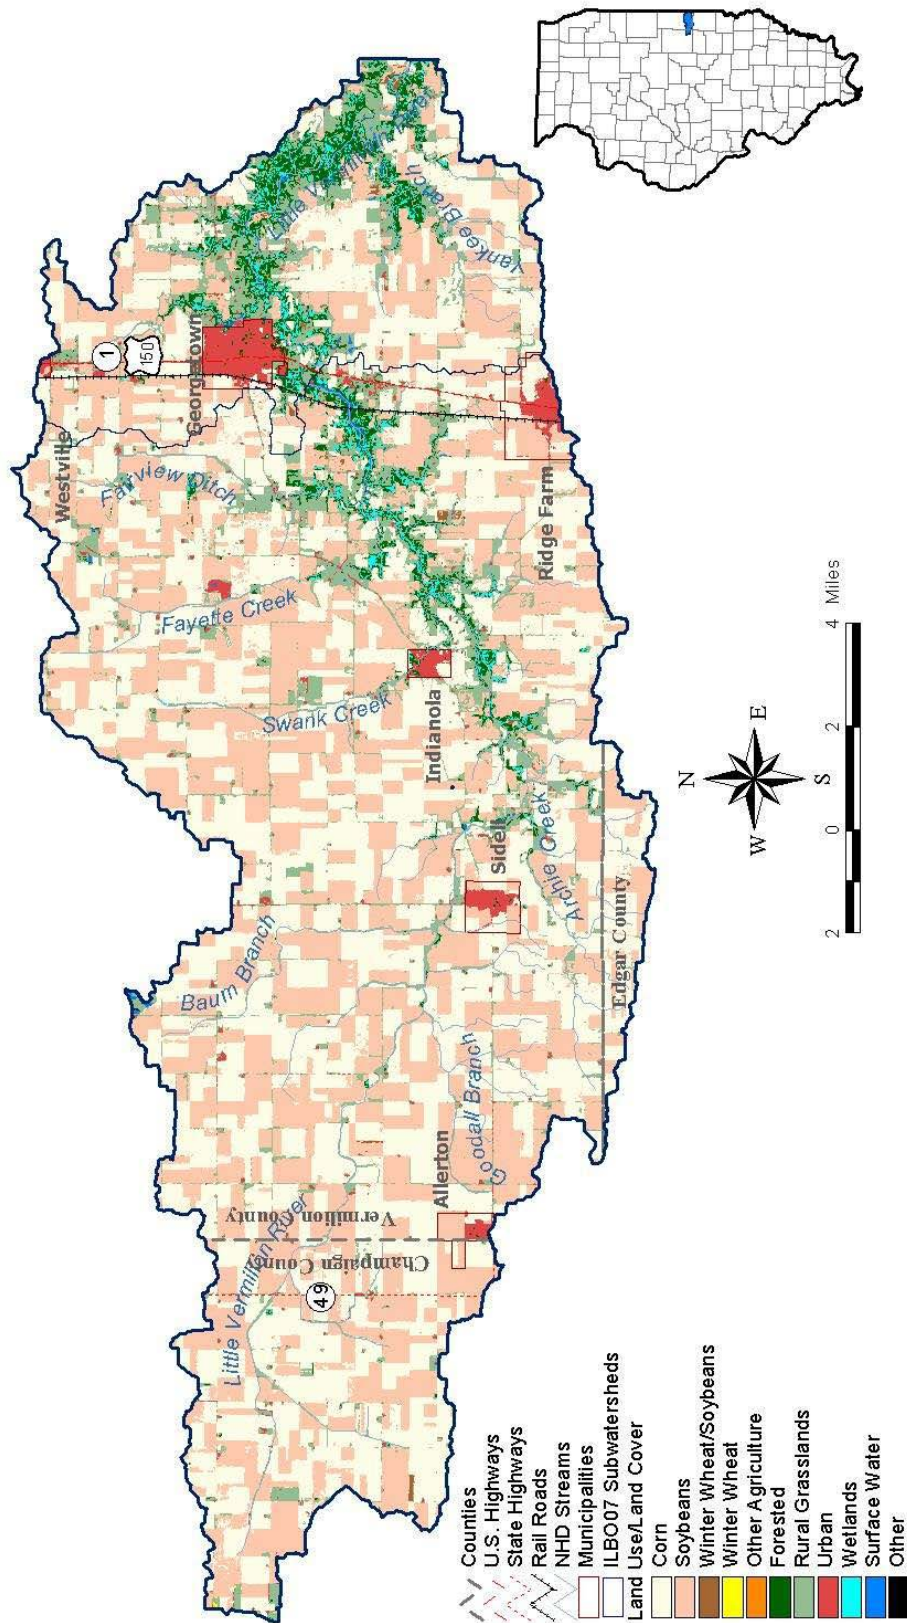 Westville
1
150
Georgetown
Fairview Ditch
Fayette Creek
Swank Creek
Little Vermilion River
Yankee Branch
Ridge Farm
Indianola
Sidell
Archie Creek
Edgar County
Baum Branch
Goodall Branch
Allerton
Vermilion County
Champaign County
Little Vermilion River
49
N
W
E
S
2
0
2
4
Miles
Counties
U.S. Highways
State Highways
Rail Roads
NHD Streams
Municipalities
ILBO07 Subwatersheds
Land Use/Land Cover
Corn
Soybeans
Winter Wheat/Soybeans
Winter Wheat
Other Agriculture
Forested
Rural Grasslands
Urban
Wetlands
Surface Water
Other